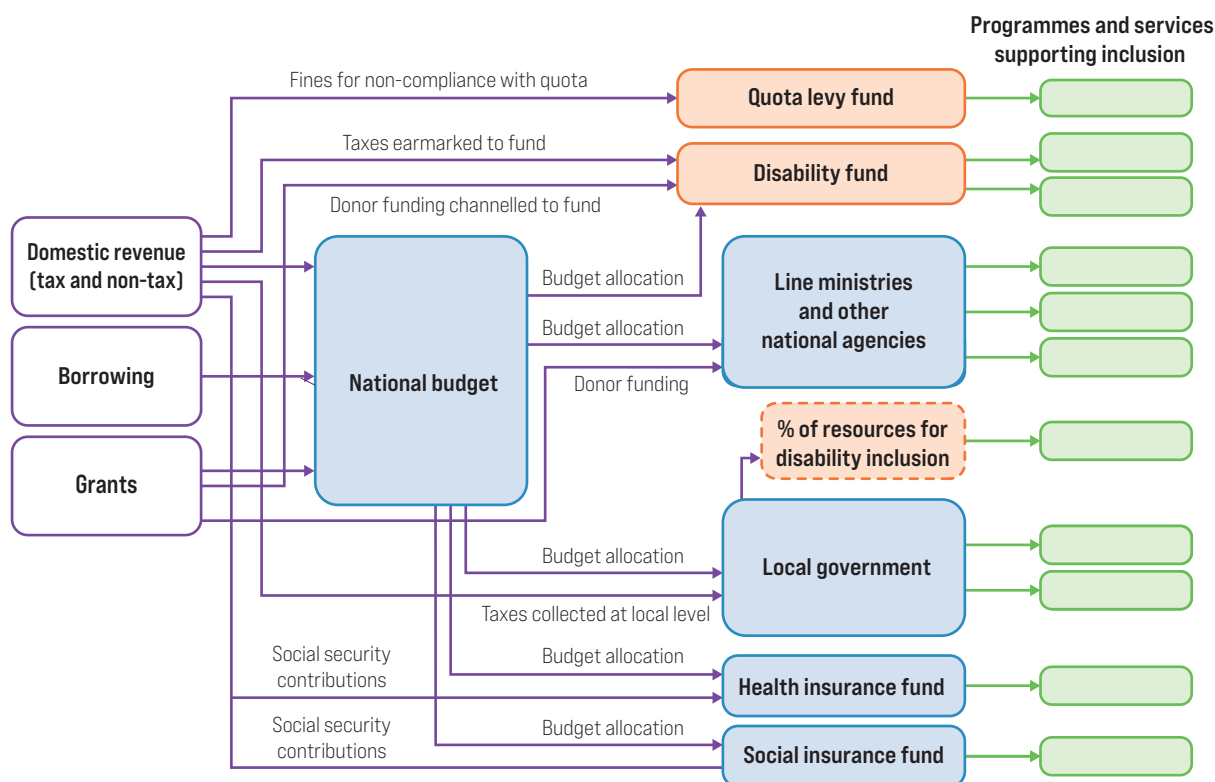 Programmes and services
supporting inclusion
Fines for non-compliance with quota
Quota levy fund
Taxes earmarked to fund
Disability fund
Donor funding channelled to fund
Domestic revenue
(tax and non-tax)
Borrowing
Grants
National budget
Budget allocation
Budget allocation
Donor funding
Line ministries
and other
national agencies
% of resources for
disability inclusion
Budget allocation
Local government
Taxes collected at local level
Social security
contributions
Budget allocation
Health insurance fund
Social security
contributions
Budget allocation
Social insurance fund